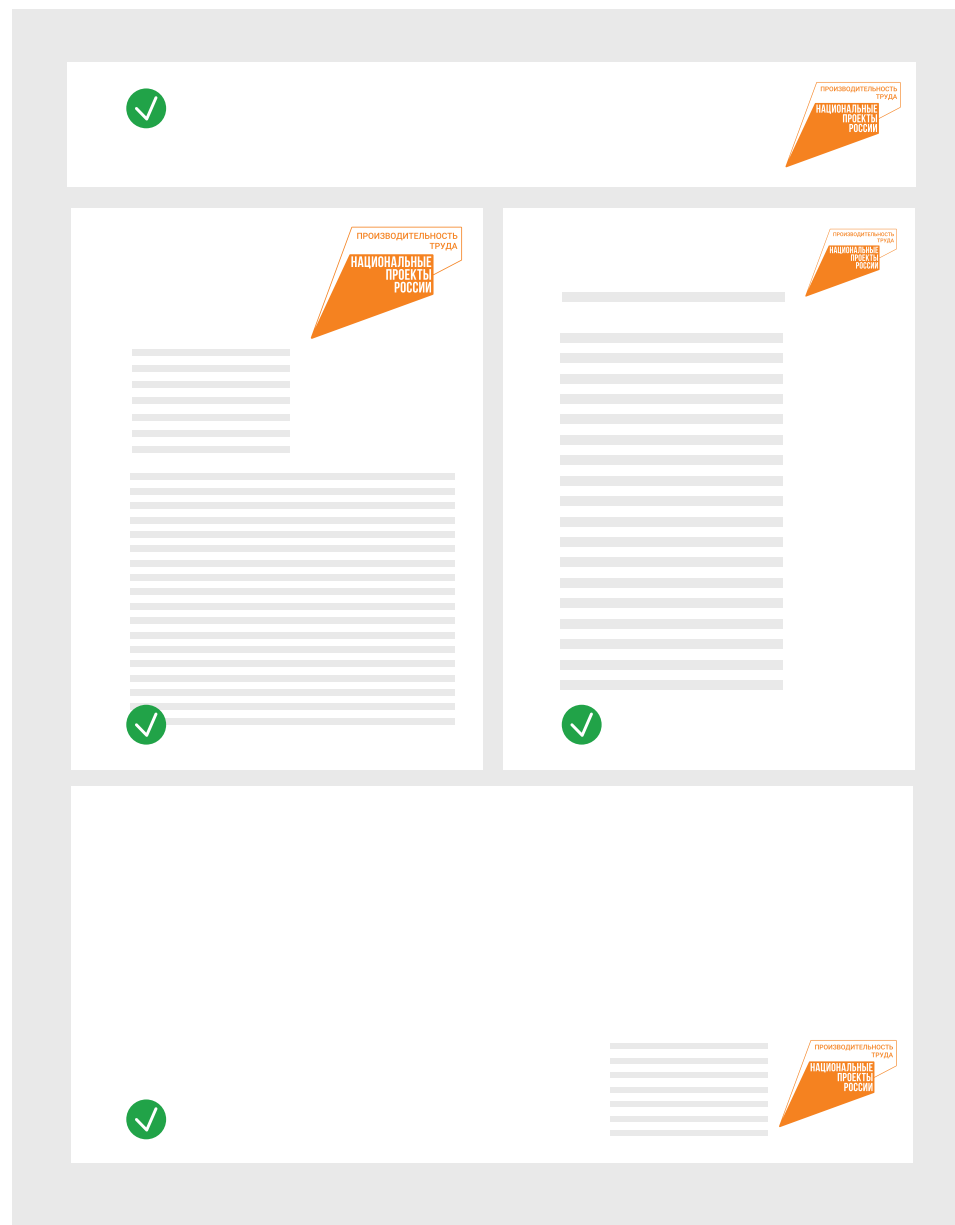 ПРОИЗВОДИТЕЛЬНОСТЬ
ТРУДА
НАЦИОНАЛЬНЫЕ
ПРОЕКТЫ
РОССИИ
ПРОИЗВОДИТЕЛЬНОСТЬ
ТРУДА
НАЦИОНАЛЬНЫЕ
ПРОЕКТЫ
РОССИИ
ПРОИЗВОДИТЕЛЬНОСТЬ
ТРУДА
НАЦИОНАЛЬНЫЕ
ПРОЕКТЫ
РОССИИ
ПРОИЗВОДИТЕЛЬНОСТЬ
ТРУДА
НАЦИОНАЛЬНЫЕ
ПРОЕКТЫ
РОССИИ